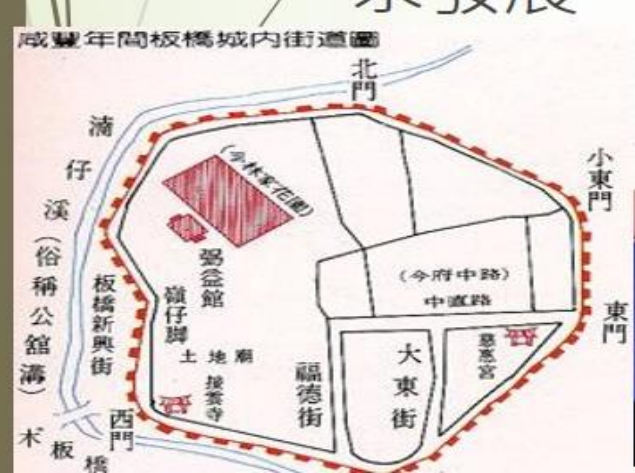 咸豐年間板橋城內街道圖
北門
湳仔溪(俗稱公舘溝)
(今林家花園)
小東門
弼益館
(今府中路)
中直路
東門
板橋新興街
嶺仔脚
土地廟
接雲寺
福德街
大東街
慈惠宮
西門
木板橋